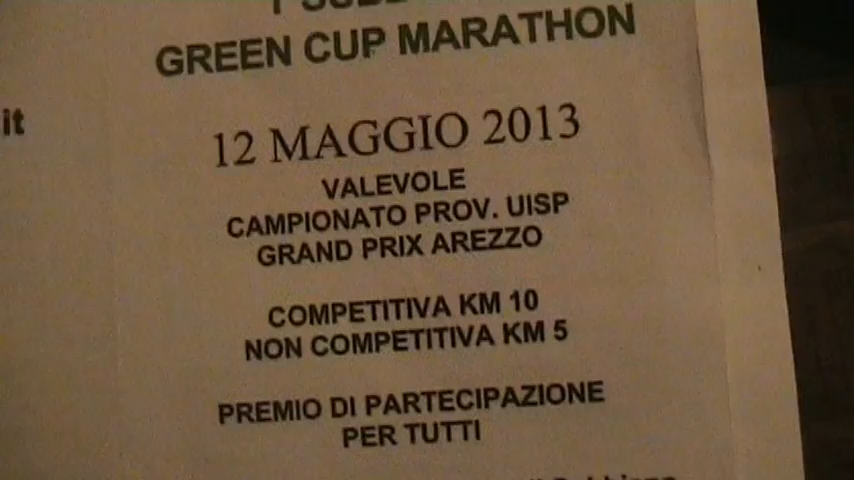 GREEN CUP MARATHON
it
12 MAGGIO 2013
VALEVOLE
CAMPIONATO PROV. UISP
GRAND PRIX AREZZO
COMPETITIVA KM 10
NON COMPETITIVA KM 5
PREMIO DI PARTECIPAZIONE
PER TUTTI